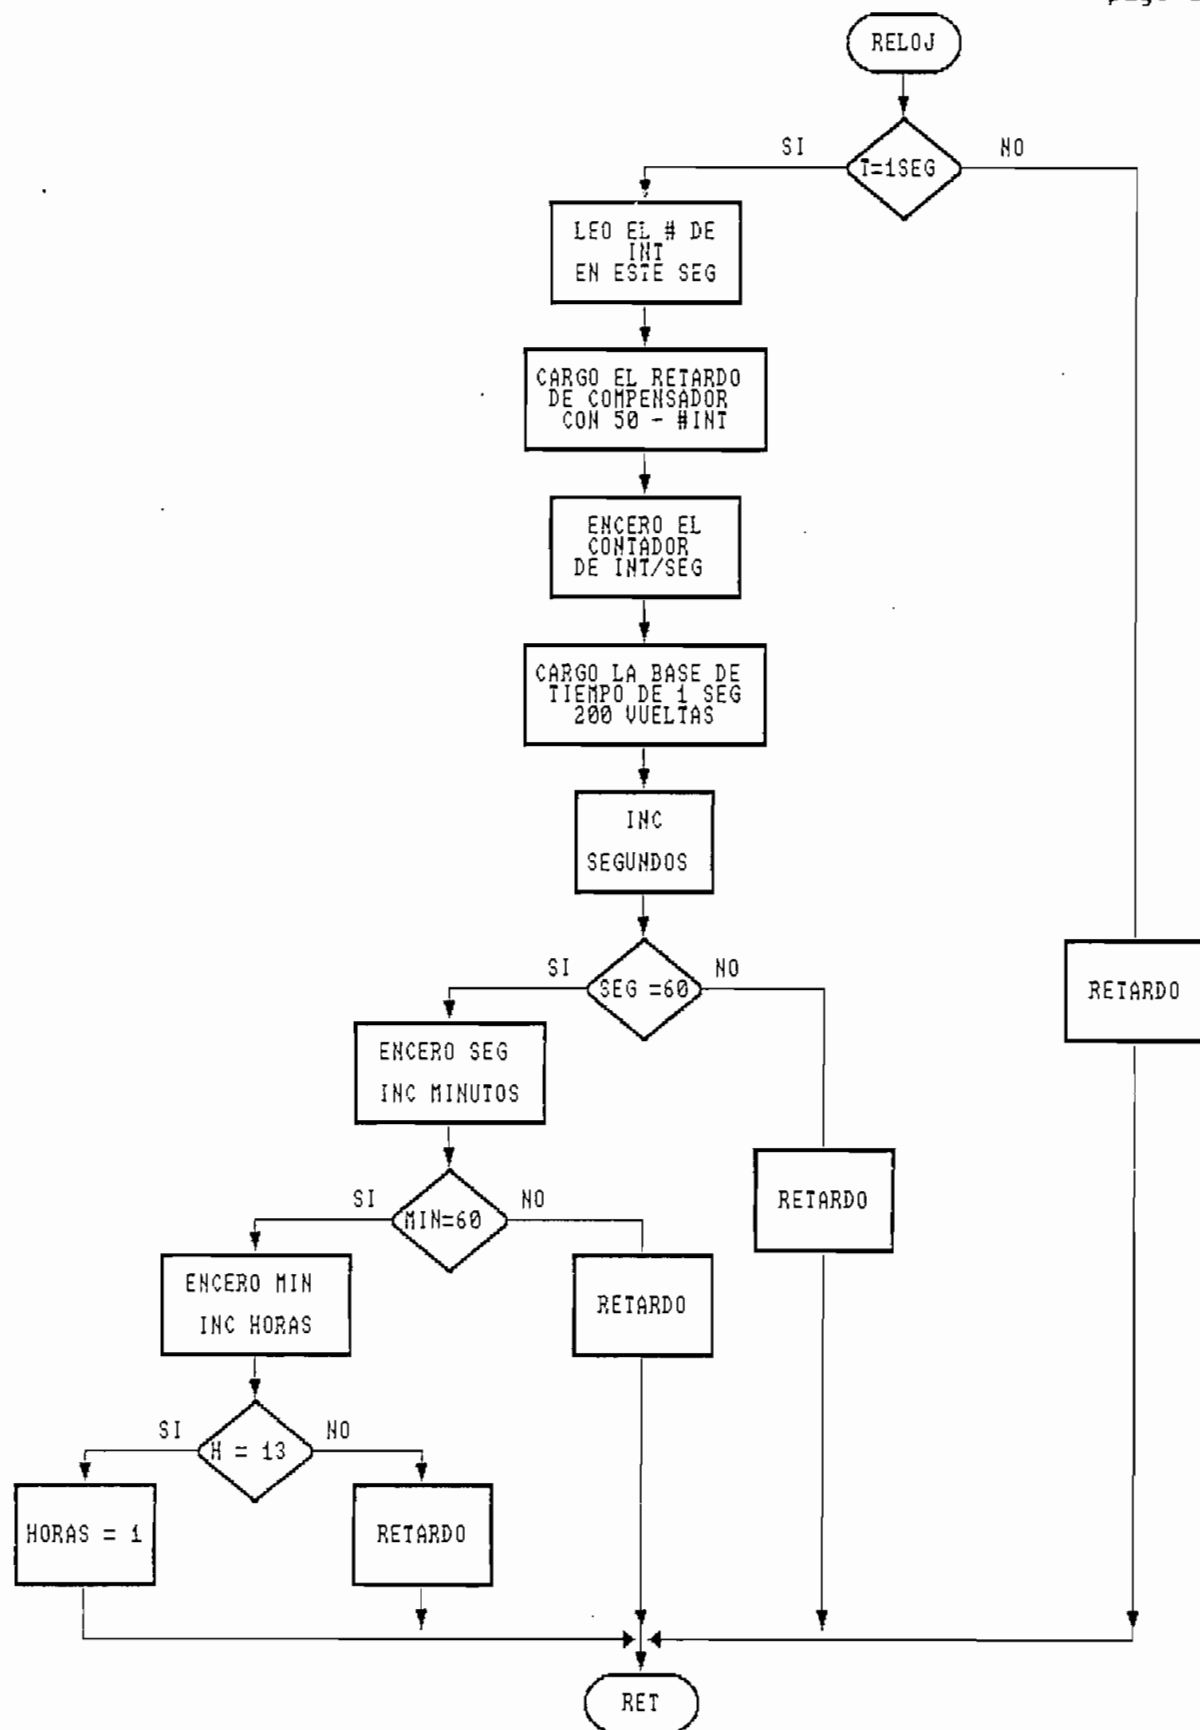 RELOJ
T=1SEG
SI
NO
LEO EL # DE
INT
EN ESTE SEG
CARGO EL RETARDO
DE COMPENSADOR
CON 50 - #INT
ENCERO EL
CONTADOR
DE INT/SEG
CARGO LA BASE DE
TIEMPO DE 1 SEG
200 VUELTAS
INC
SEGUNDOS
SEG =60
SI
NO
RETARDO
ENCERO SEG
INC MINUTOS
RETARDO
MIN=60
SI
NO
ENCERO MIN
INC HORAS
RETARDO
H = 13
SI
NO
HORAS = 1
RETARDO
RET